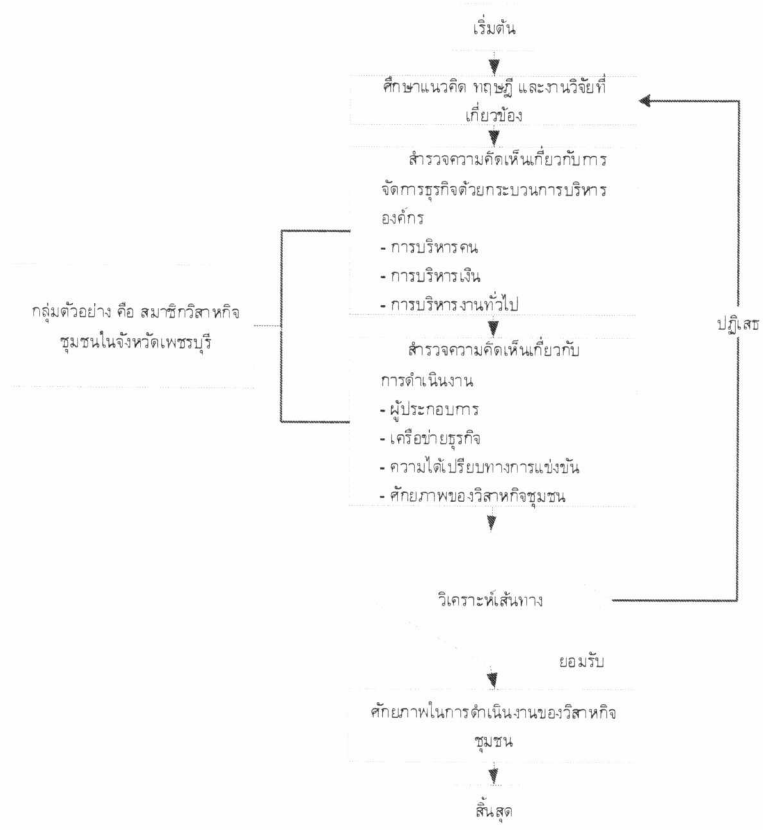 เริ่มต้น
ศึกษาแนวคิด ทฤษฎี และงานวิจัยที่
เกี่ยวข้อง
สำรวจความคิดเห็นเกี่ยวกับการ
จัดการธุรกิจด้วยกระบวนการบริหาร
องค์กร
- การบริหารคน
- การบริหารเงิน
- การบริหารงานทั่วไป
กลุ่มตัวอย่าง คือ สมาชิกวิสาหกิจ
ชุมชนในจังหวัดเพชรบุรี
ปฏิเสธ
สำรวจความคิดเห็นเกี่ยวกับ
การดำเนินงาน
- ผู้ประกอบการ
- เครือข่ายธุรกิจ
- ความได้เปรียบทางการแข่งขัน
- ศักยภาพของวิสาหกิจชุมชน
วิเคราะห์เส้นทาง
ยอมรับ
ศักยภาพในการดำเนินงานของวิสาหกิจ
ชุมชน
สิ้นสุด